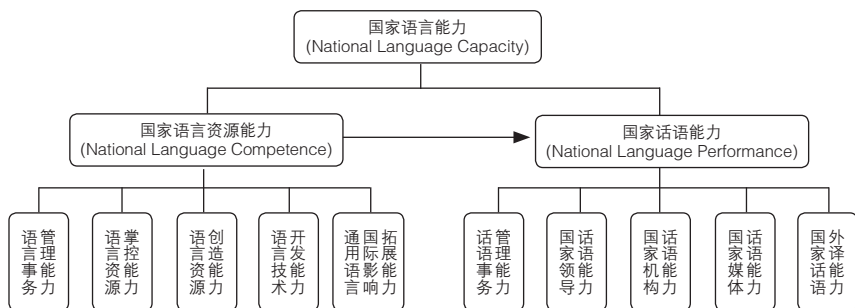 国家语言能力
(National Language Capacity)
国家语言资源能力
(National Language Competence)
国家话语能力
(National Language Performance)
语言事务
管理能力
语言资源
掌控能力
语言资源
创造能力
语言技术
开发能力
通用语言
国际影响
拓展能力
话语事务
管理能力
国家领导
话语能力
国家机构
话语能力
国家媒体
话语能力
国家话语
外译能力